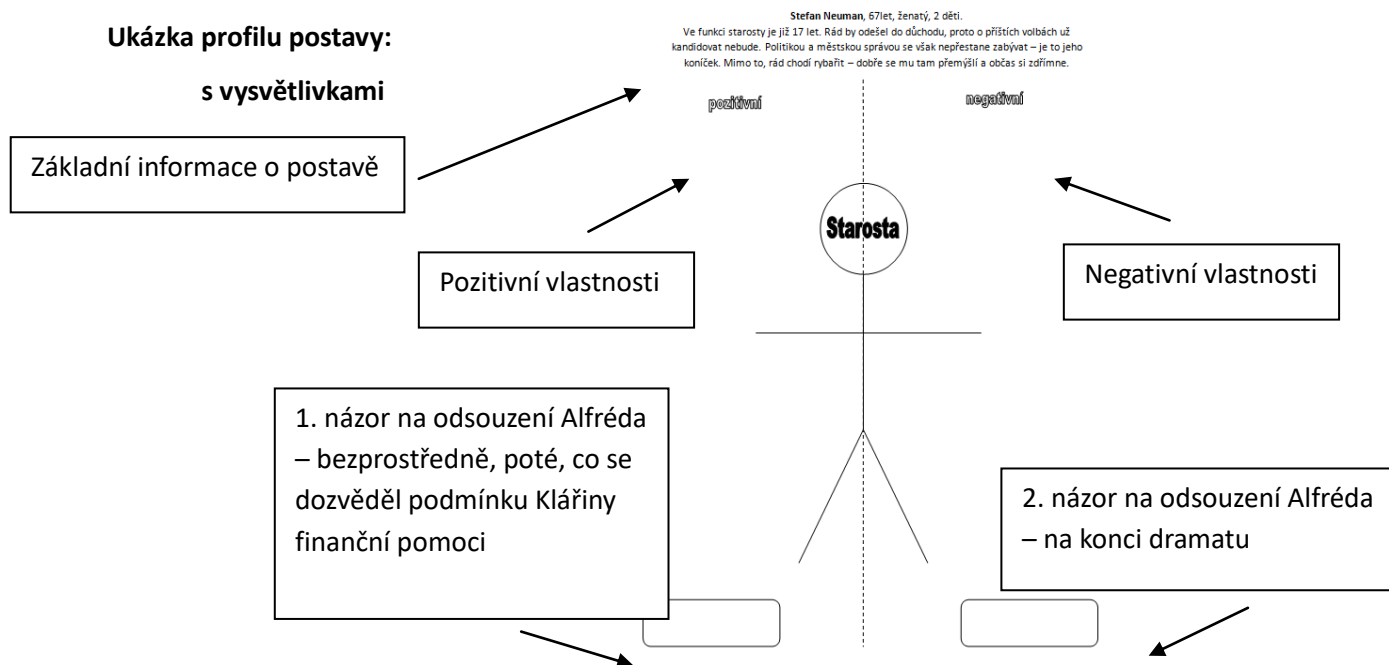 Ukázka profilu postavy:
s vysvětlivkami
Stefan Neuman, 67let, ženatý, 2 děti.
Ve funkci starosty je již 17 let. Rád by odešel do důchodu, proto o příštích volbách už
kandidovat nebude. Politikou a městskou správou se však nepřestane zabývat – je to jeho
koníček. Mimo to, rád chodí rybařit – dobře se mu tam přemýšlí a občas si zdřímne.
pozitivní
negativní
Základní informace o postavě
Starosta
Pozitivní vlastnosti
Negativní vlastnosti
1. názor na odsouzení Alfréda
– bezprostředně, poté, co se
dozvěděl podmínku Klářiny
finanční pomoci
2. názor na odsouzení Alfréda
– na konci dramatu